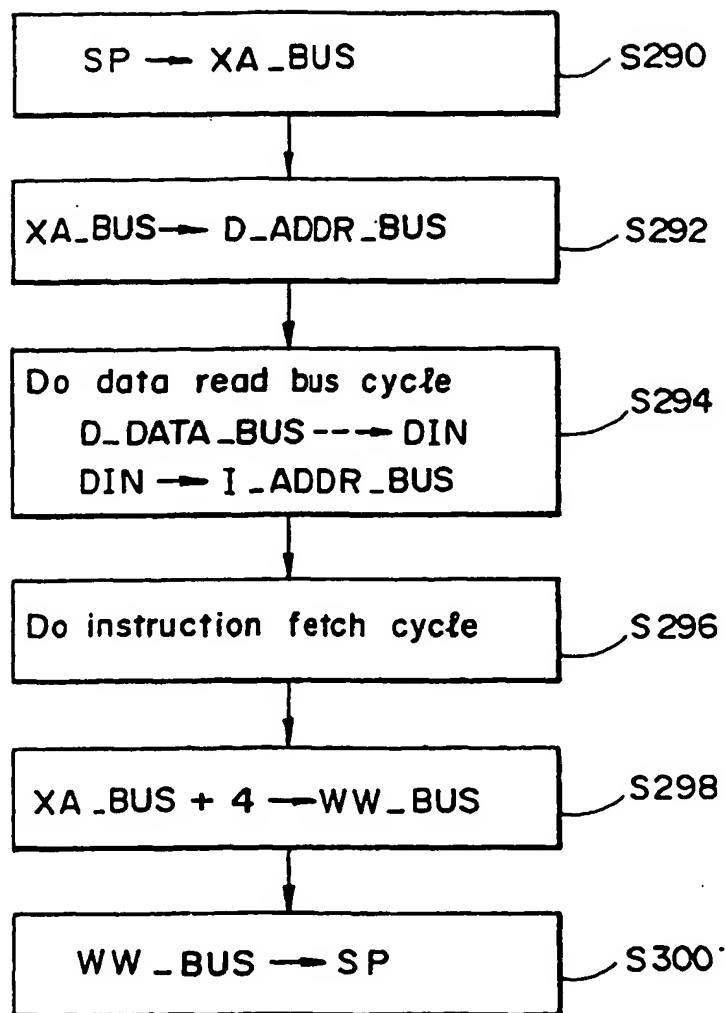 SP → XA_BUS
S290
XA_BUS → D_ADDR_BUS
S292
Do data read bus cycle
D_DATA_BUS ---→ DIN
DIN → I_ADDR_BUS
S294
Do instruction fetch cycle
S296
XA_BUS + 4 → WW_BUS
S298
WW_BUS → SP
S300